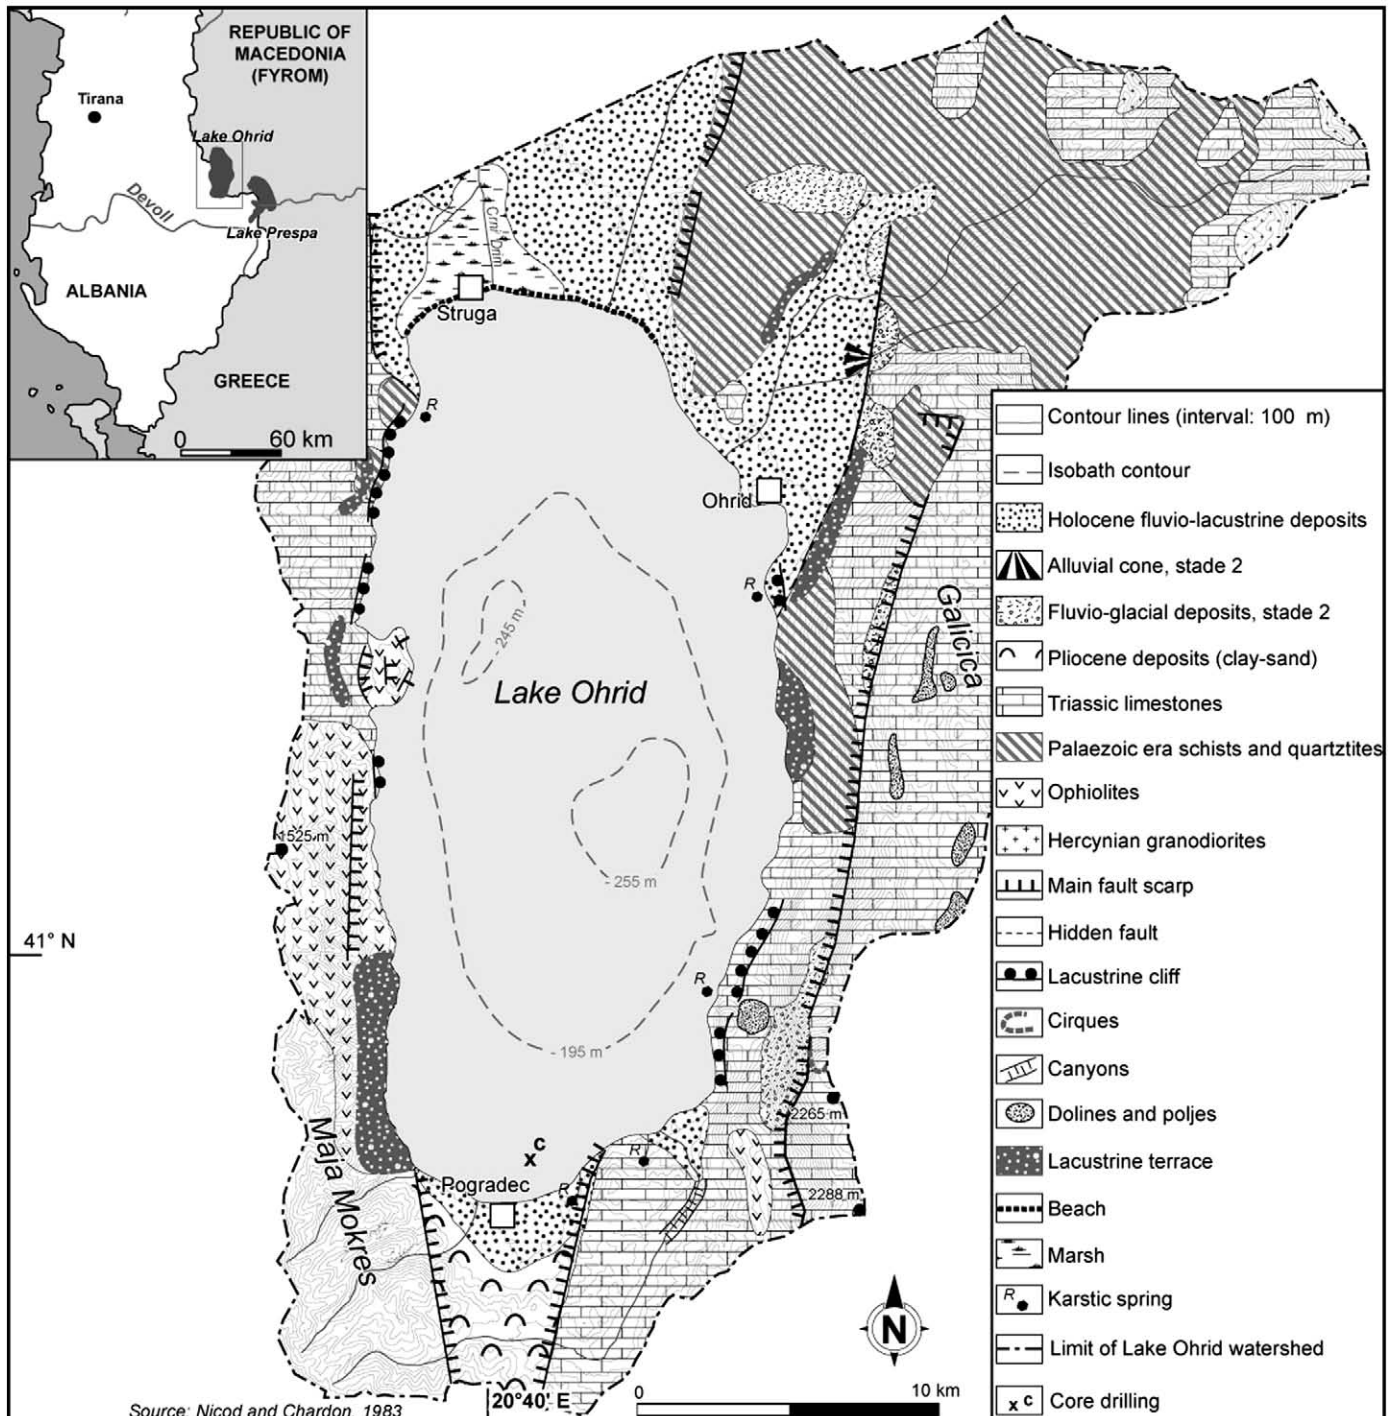 REPUBLIC OF
MACEDONIA
(FYROM)
Tirana
Lake Ohrid
Devoll
Lake Prespa
ALBANIA
GREECE
0 60 km
Crni Drim
Struga
R
Ohrid
R
- 245 m
Lake Ohrid
Galicica
1525 m
- 255 m
41° N
R
- 195 m
Maja Mokres
2265 m
C
x
R
Pogradec
R
2288 m
N
20°40' E
0 10 km
Source: Nicod and Chardon, 1983
Contour lines (interval: 100 m)
Isobath contour
Holocene fluvio-lacustrine deposits
Alluvial cone, stade 2
Fluvio-glacial deposits, stade 2
Pliocene deposits (clay-sand)
Triassic limestones
Palaezoic era schists and quartztites
Ophiolites
Hercynian granodiorites
Main fault scarp
Hidden fault
Lacustrine cliff
Cirques
Canyons
Dolines and poljes
Lacustrine terrace
Beach
Marsh
R Karstic spring
Limit of Lake Ohrid watershed
x C Core drilling